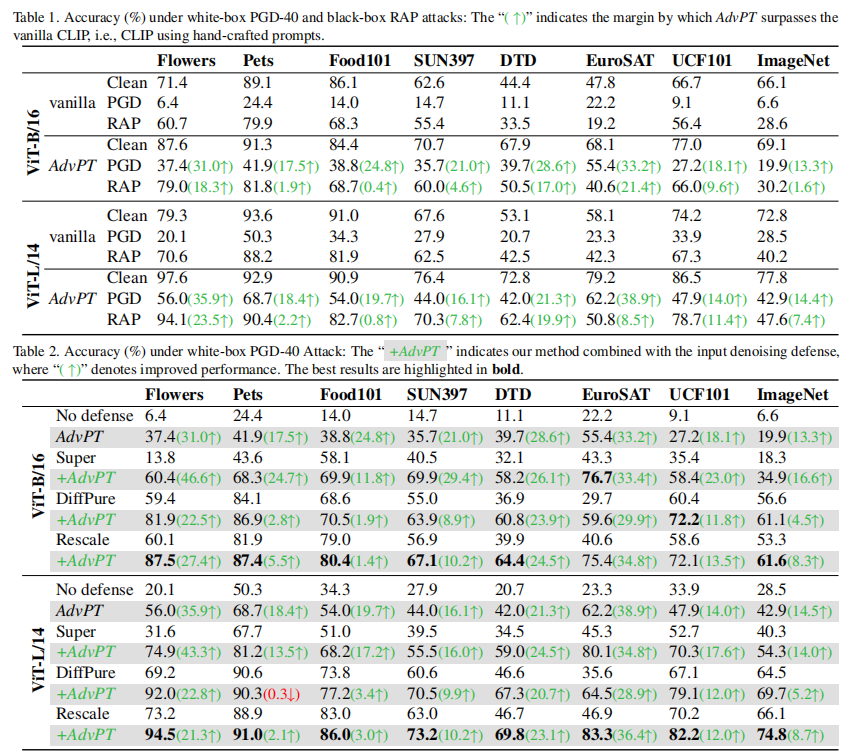 Table 1. Accuracy (%) under white-box PGD-40 and black-box RAP attacks: The “(↑)” indicates the margin by which AdvPT surpasses the
vanilla CLIP, i.e., CLIP using hand-crafted prompts.
Flowers Pets Food101 SUN397 DTD EuroSAT UCF101 ImageNet
ViT-B/16
vanilla
Clean 71.4 89.1 86.1 62.6 44.4 47.8 66.7 66.1
PGD 6.4 24.4 14.0 14.7 11.1 22.2 9.1 6.6
RAP 60.7 79.9 68.3 55.4 33.5 19.2 56.4 28.6
AdvPT
Clean 87.6 91.3 84.4 70.7 67.9 68.1 77.0 69.1
PGD 37.4(31.0↑) 41.9(17.5↑) 38.8(24.8↑) 35.7(21.0↑) 39.7(28.6↑) 55.4(33.2↑) 27.2(18.1↑) 19.9(13.3↑)
RAP 79.0(18.3↑) 81.8(1.9↑) 68.7(0.4↑) 60.0(4.6↑) 50.5(17.0↑) 40.6(21.4↑) 66.0(9.6↑) 30.2(1.6↑)
ViT-L/14
vanilla
Clean 79.3 93.6 91.0 67.6 53.1 58.1 74.2 72.8
PGD 20.1 50.3 34.3 27.9 20.7 23.3 33.9 28.5
RAP 70.6 88.2 81.9 62.5 42.5 42.3 67.3 40.2
AdvPT
Clean 97.6 92.9 90.9 76.4 72.8 79.2 86.5 77.8
PGD 56.0(35.9↑) 68.7(18.4↑) 54.0(19.7↑) 44.0(16.1↑) 42.0(21.3↑) 62.2(38.9↑) 47.9(14.0↑) 42.9(14.4↑)
RAP 94.1(23.5↑) 90.4(2.2↑) 82.7(0.8↑) 70.3(7.8↑) 62.4(19.9↑) 50.8(8.5↑) 78.7(11.4↑) 47.6(7.4↑)
Table 2. Accuracy (%) under white-box PGD-40 Attack: The “+AdvPT” indicates our method combined with the input denoising defense,
where “(↑)” denotes improved performance. The best results are highlighted in bold.
Flowers Pets Food101 SUN397 DTD EuroSAT UCF101 ImageNet
ViT-B/16
No defense 6.4 24.4 14.0 14.7 11.1 22.2 9.1 6.6
AdvPT 37.4(31.0↑) 41.9(17.5↑) 38.8(24.8↑) 35.7(21.0↑) 39.7(28.6↑) 55.4(33.2↑) 27.2(18.1↑) 19.9(13.3↑)
Super 13.8 43.6 58.1 40.5 32.1 43.3 35.4 18.3
+AdvPT 60.4(46.6↑) 68.3(24.7↑) 69.9(11.8↑) 69.9(29.4↑) 58.2(26.1↑) 76.7(33.4↑) 58.4(23.0↑) 34.9(16.6↑)
DiffPure 59.4 84.1 68.6 55.0 36.9 29.7 60.4 56.6
+AdvPT 81.9(22.5↑) 86.9(2.8↑) 70.5(1.9↑) 63.9(8.9↑) 60.8(23.9↑) 59.6(29.9↑) 72.2(11.8↑) 61.1(4.5↑)
Rescale 60.1 81.9 79.0 56.9 39.9 40.6 58.6 53.3
+AdvPT 87.5(27.4↑) 87.4(5.5↑) 80.4(1.4↑) 67.1(10.2↑) 64.4(24.5↑) 75.4(34.8↑) 72.1(13.5↑) 61.6(8.3↑)
ViT-L/14
No defense 20.1 50.3 34.3 27.9 20.7 23.3 33.9 28.5
AdvPT 56.0(35.9↑) 68.7(18.4↑) 54.0(19.7↑) 44.0(16.1↑) 42.0(21.3↑) 62.2(38.9↑) 47.9(14.0↑) 42.9(14.5↑)
Super 31.6 67.7 51.0 39.5 34.5 45.3 52.7 40.3
+AdvPT 74.9(43.3↑) 81.2(13.5↑) 68.2(17.2↑) 55.5(16.0↑) 59.0(24.5↑) 80.1(34.8↑) 70.3(17.6↑) 54.3(14.0↑)
DiffPure 69.2 90.6 73.8 60.6 46.6 35.6 67.1 64.5
+AdvPT 92.0(22.8↑) 90.3(0.3↓) 77.2(3.4↑) 70.5(9.9↑) 67.3(20.7↑) 64.5(28.9↑) 79.1(12.0↑) 69.7(5.2↑)
Rescale 73.2 88.9 83.0 63.0 46.7 46.9 70.2 66.1
+AdvPT 94.5(21.3↑) 91.0(2.1↑) 86.0(3.0↑) 73.2(10.2↑) 69.8(23.1↑) 83.3(36.4↑) 82.2(12.0↑) 74.8(8.7↑)